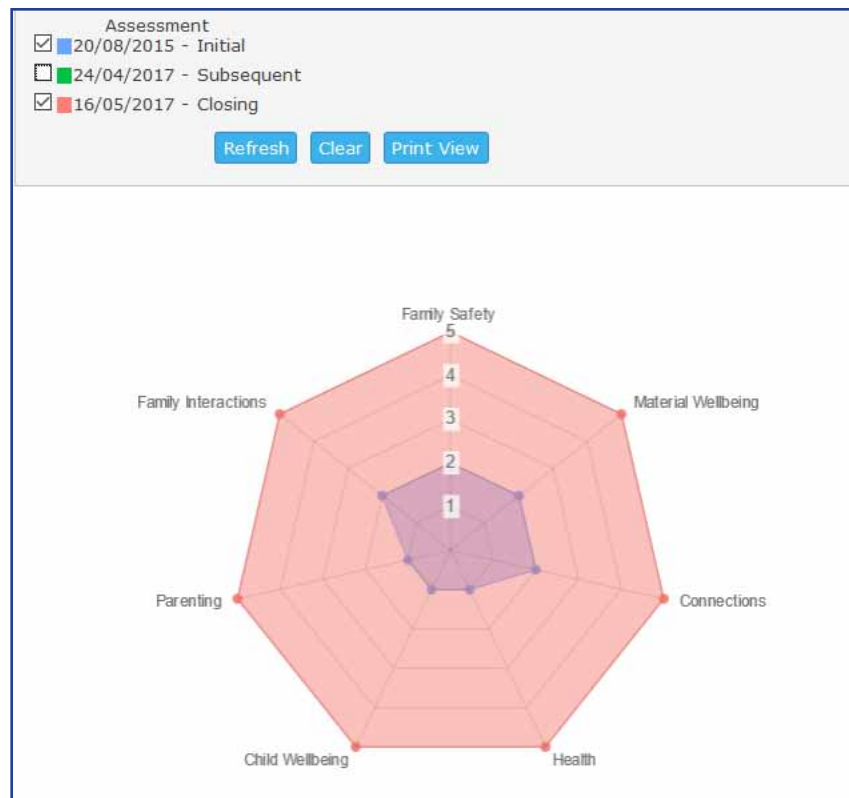 Assessment
20/08/2015 - Initial
24/04/2017 - Subsequent
16/05/2017 - Closing
Refresh Clear Print View
Family Safety
5
4
Family Interactions
Material Wellbeing
3
2
1
Parenting
Connections
Child Wellbeing
Health